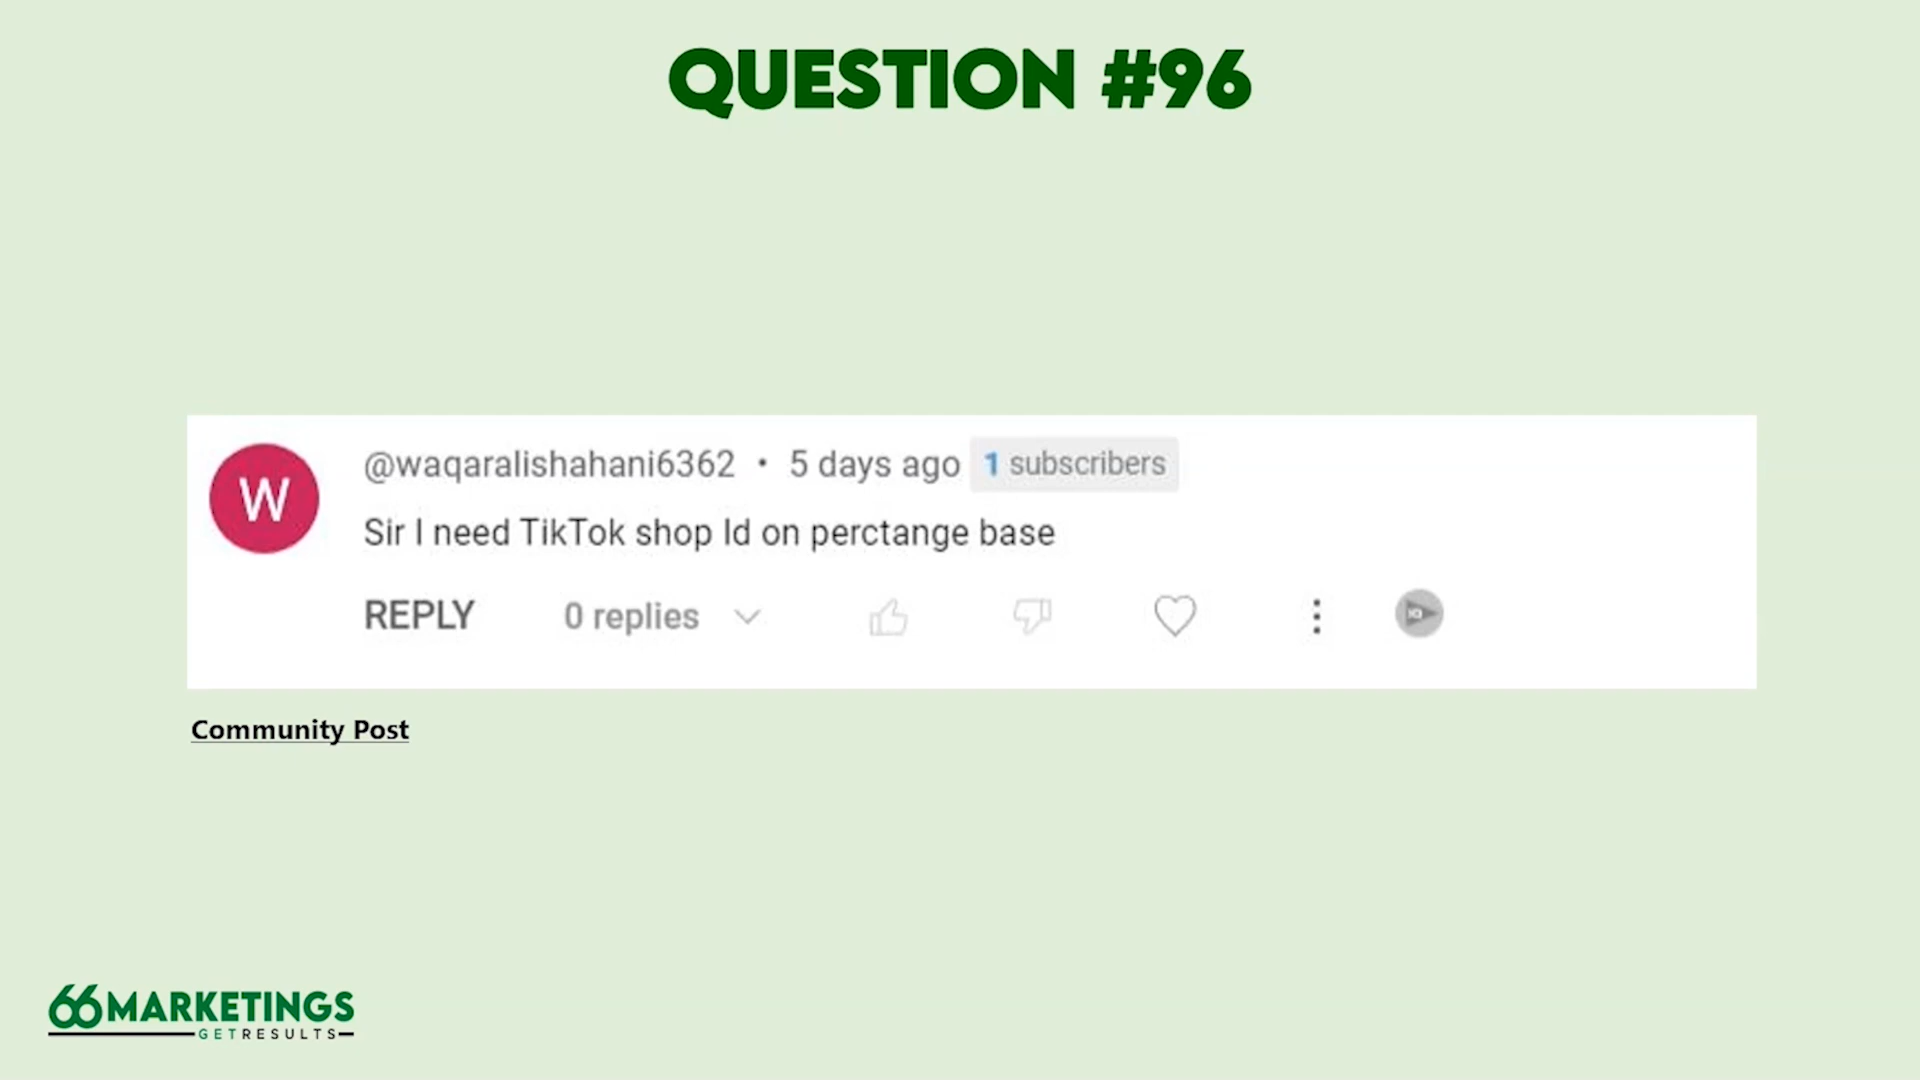 QUESTION #96
W
@waqaralishahani6362 • 5 days ago 1 subscribers
Sir I need TikTok shop Id on perctange base
REPLY 0 replies
Community Post
66MARKETINGS
GETRESULTS